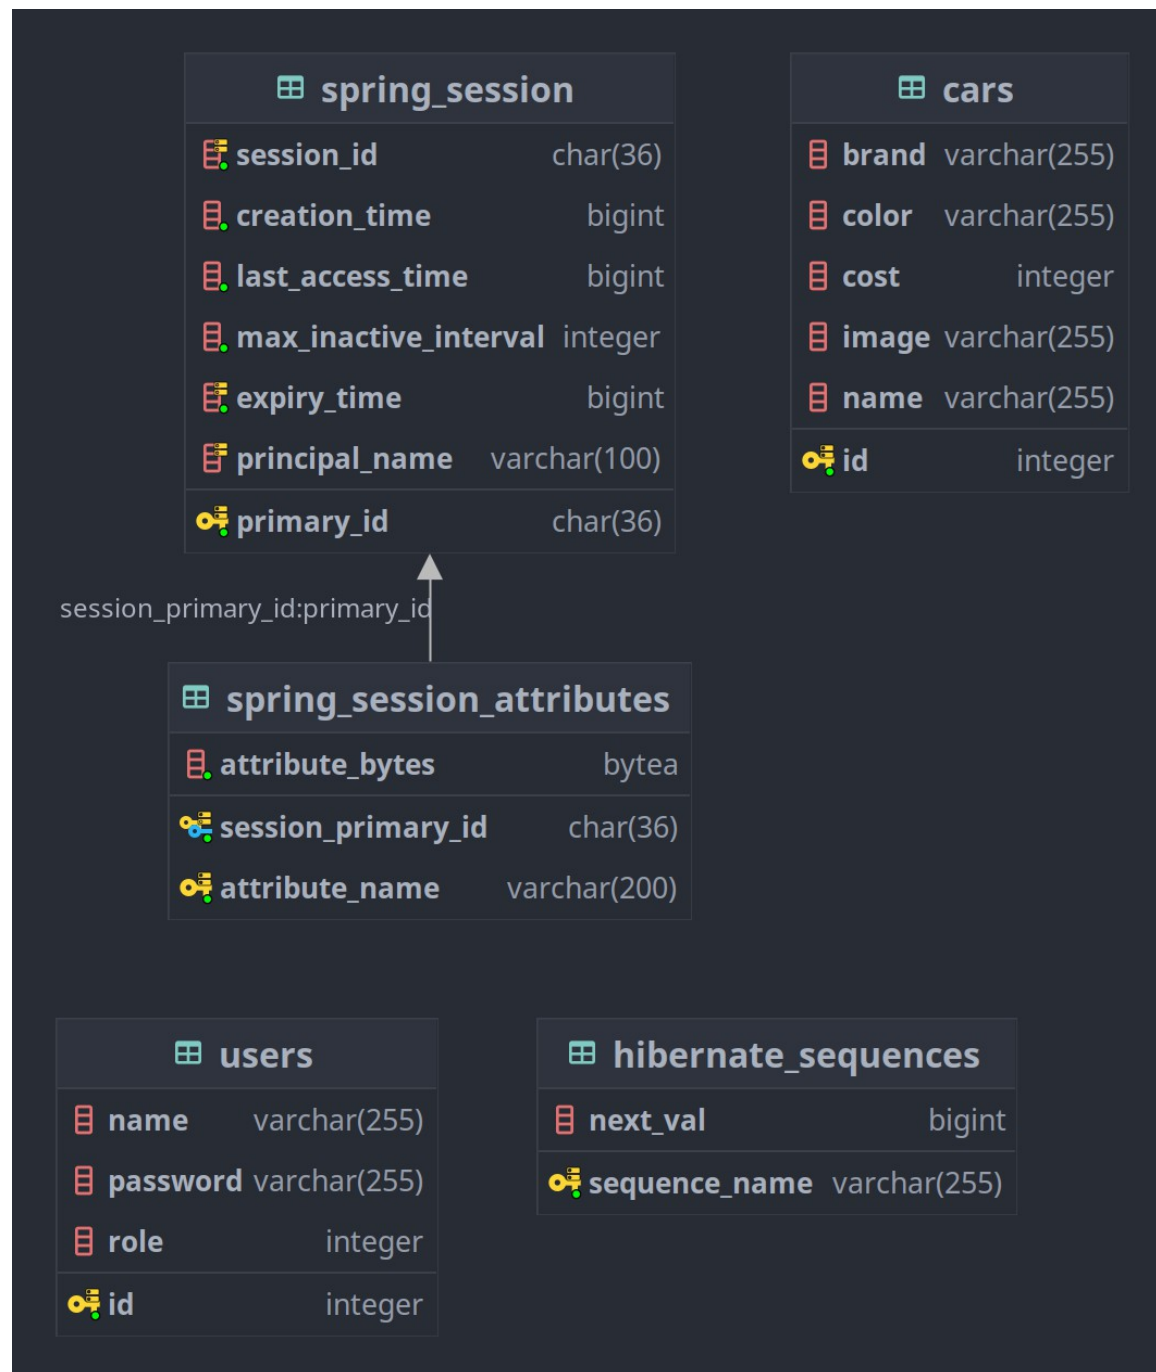 spring_session
session_id char(36)
creation_time bigint
last_access_time bigint
max_inactive_interval integer
expiry_time bigint
principal_name varchar(100)
primary_id char(36)
cars
brand varchar(255)
color varchar(255)
cost integer
image varchar(255)
name varchar(255)
id integer
session_primary_id:primary_id
spring_session_attributes
attribute_bytes bytea
session_primary_id char(36)
attribute_name varchar(200)
users
name varchar(255)
password varchar(255)
role integer
id integer
hibernate_sequences
next_val bigint
sequence_name varchar(255)